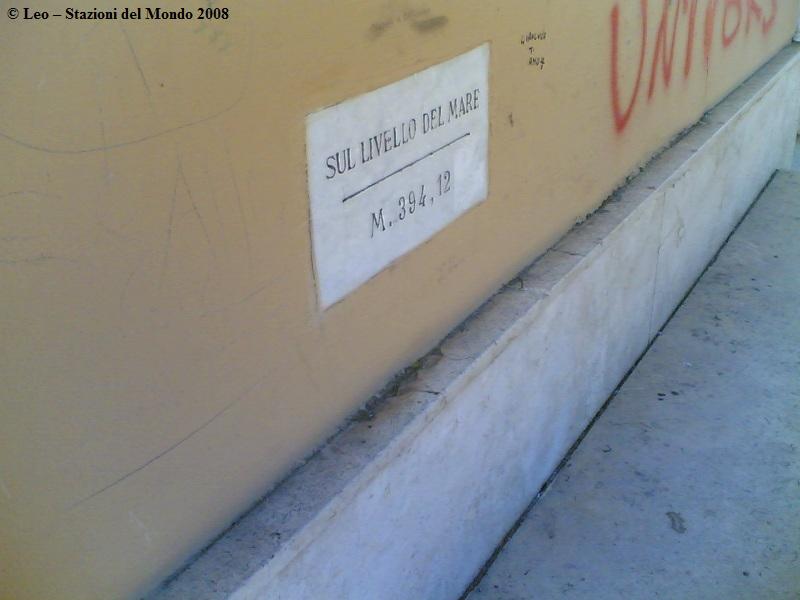 © Leo – Stazioni del Mondo 2008
SUL LIVELLO DEL MARE
M. 394,12